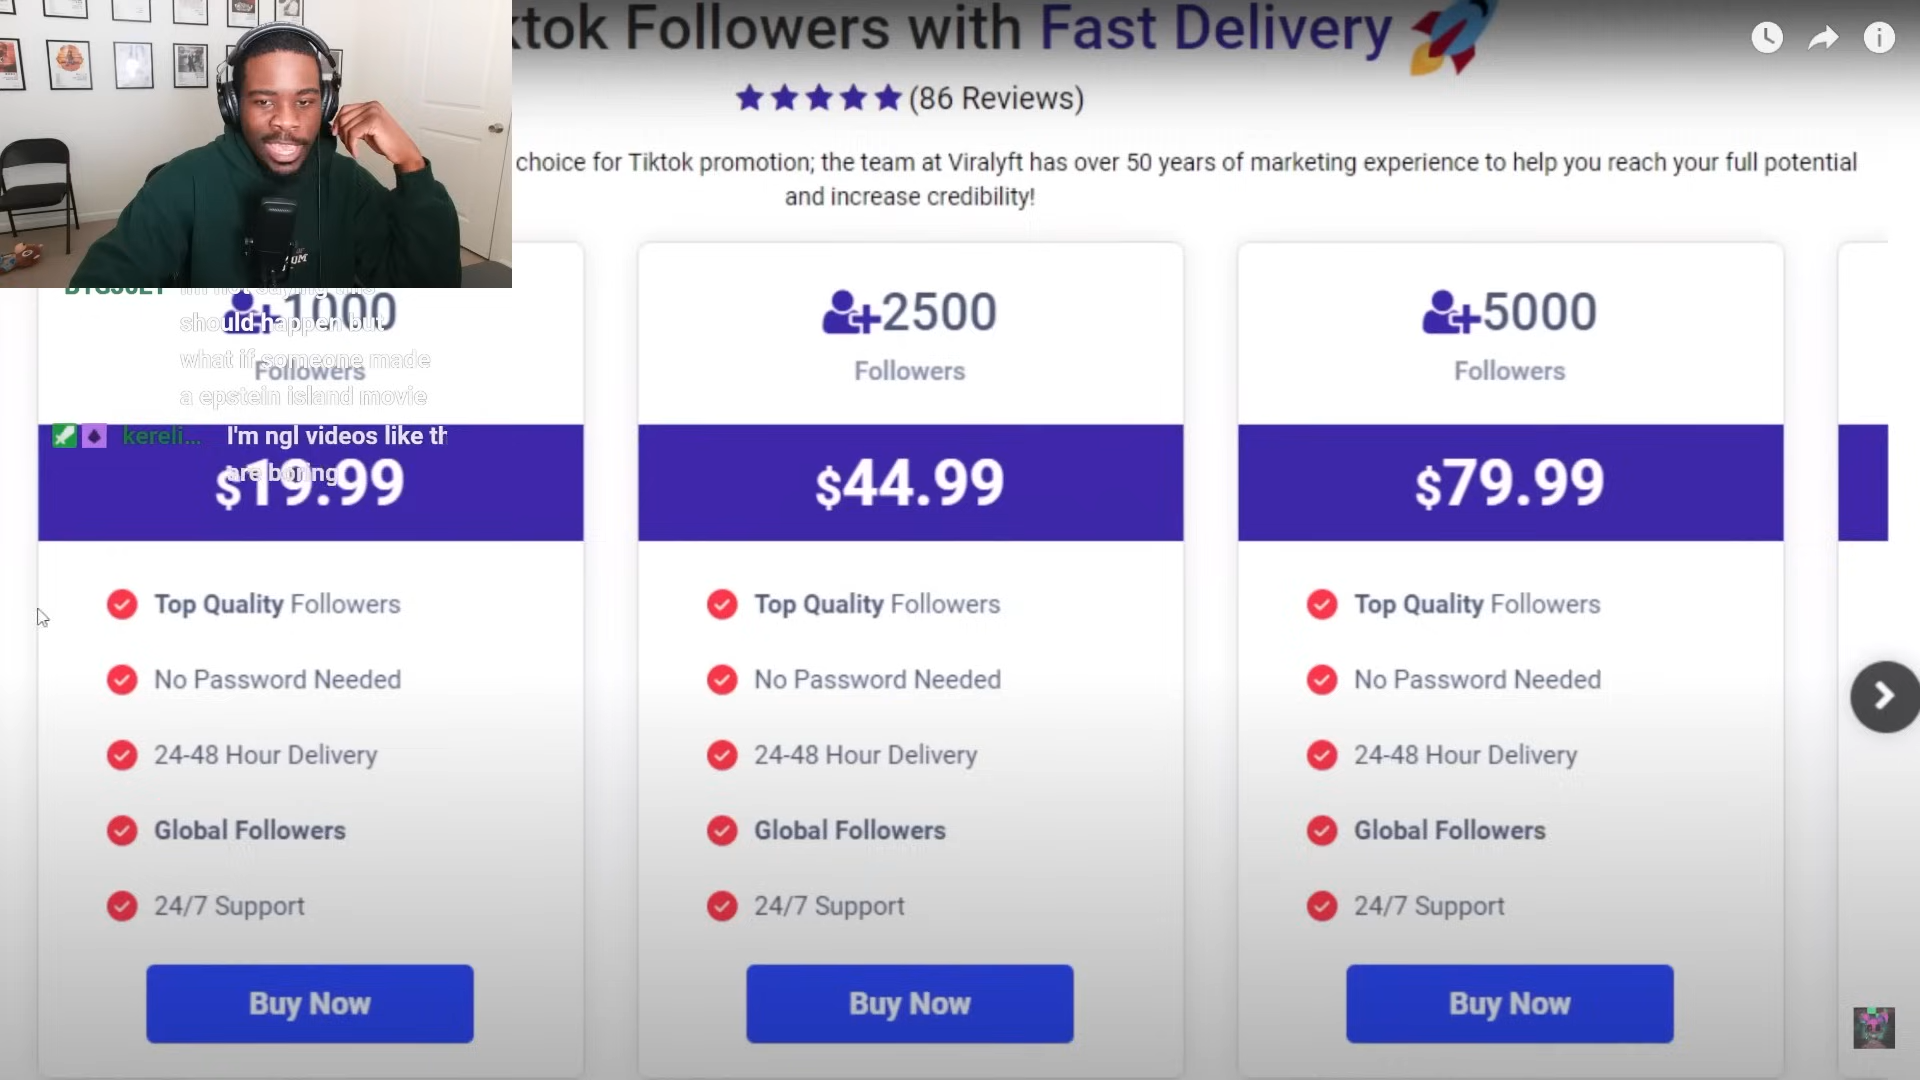 ktok Followers with Fast Delivery
(86 Reviews)
choice for Tiktok promotion; the team at Viralyft has over 50 years of marketing experience to help you reach your full potential
and increase credibility!
should happen but
what if someone made
a epstein island movie
kereli... I'm ngl videos like th
are boring
1000
Followers
$19.99
Top Quality Followers
No Password Needed
24-48 Hour Delivery
Global Followers
24/7 Support
Buy Now
2500
Followers
$44.99
Top Quality Followers
No Password Needed
24-48 Hour Delivery
Global Followers
24/7 Support
Buy Now
5000
Followers
$79.99
Top Quality Followers
No Password Needed
24-48 Hour Delivery
Global Followers
24/7 Support
Buy Now